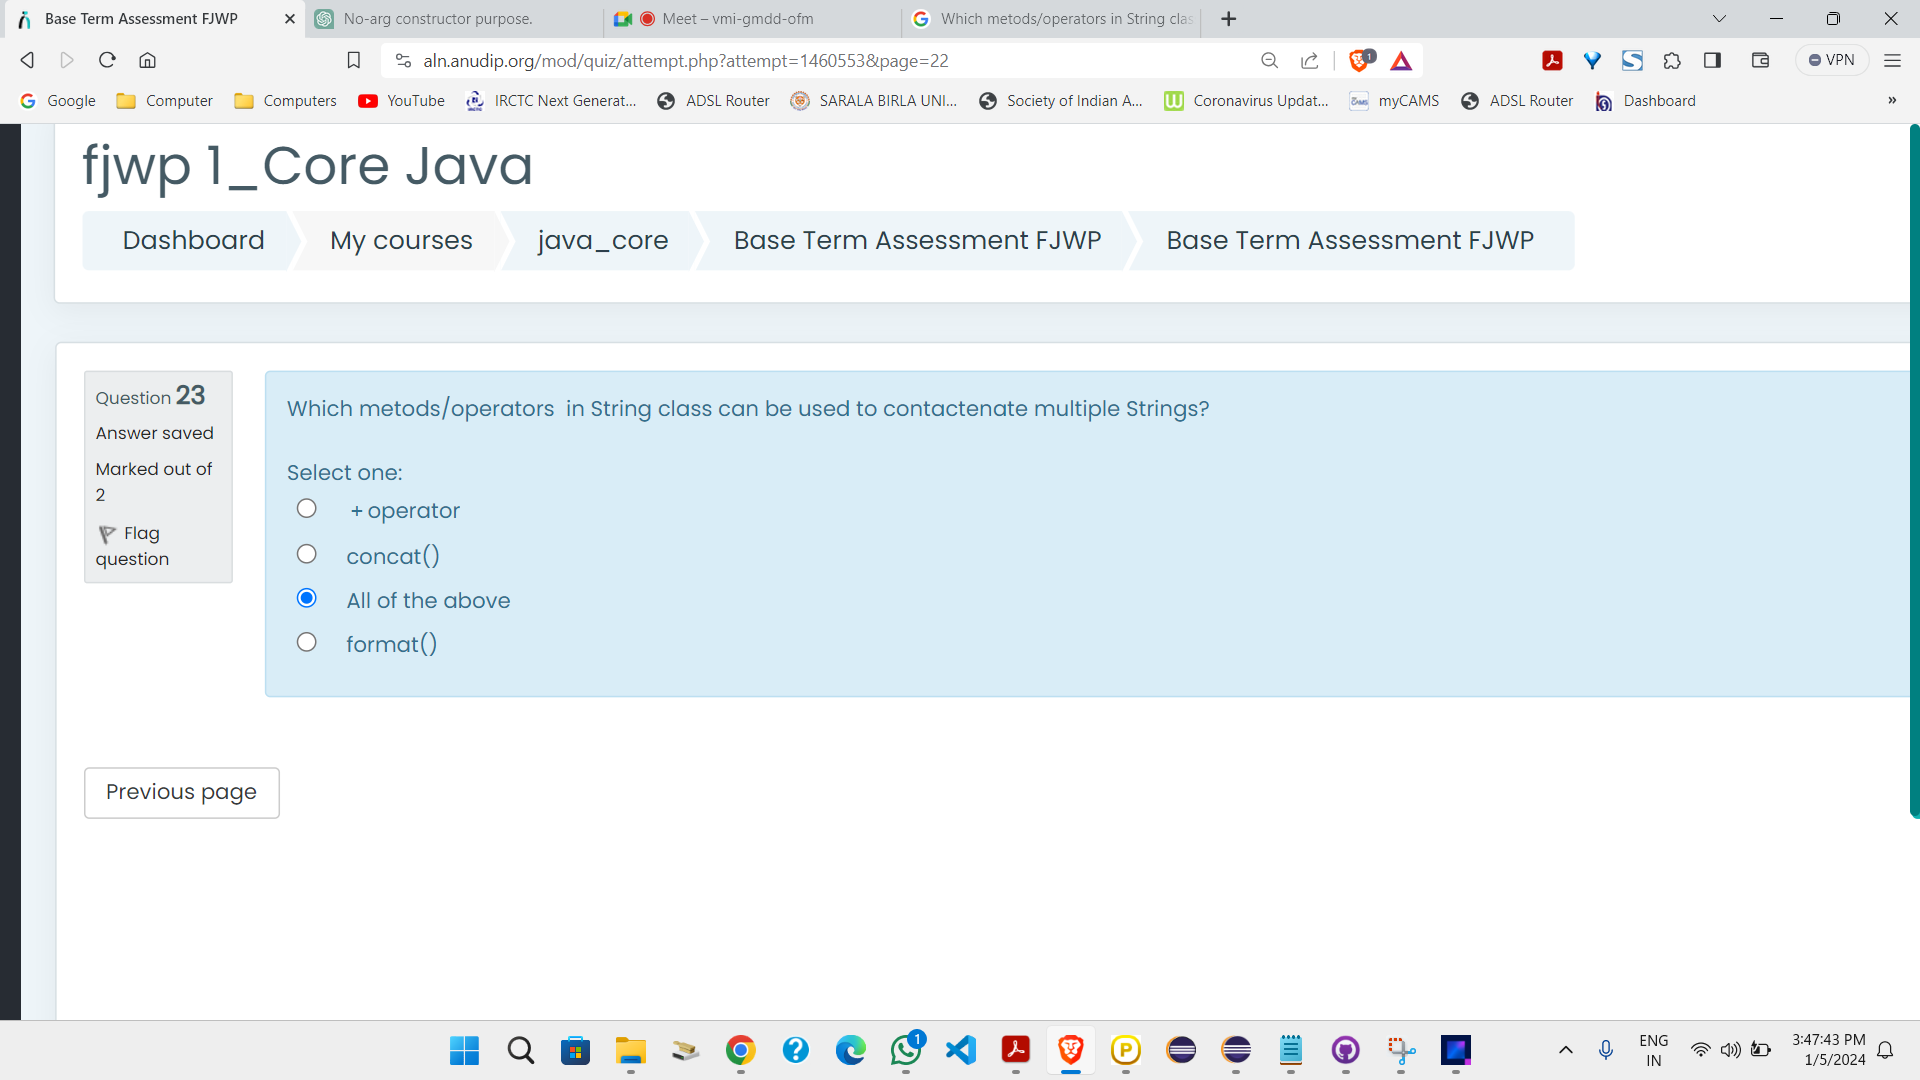 Base Term Assessment FJWP
No-arg constructor purpose.
Meet – vmi-gmdd-ofm
Which metods/operators in String clas
aln.anudip.org/mod/quiz/attempt.php?attempt=1460553&page=22
1
VPN
Google
Computer
Computers
YouTube
IRCTC Next Generat...
ADSL Router
SARALA BIRLA UNI...
Society of Indian A...
Coronavirus Updat...
myCAMS
ADSL Router
Dashboard
»
fjwp 1_Core Java
Dashboard
My courses
java_core
Base Term Assessment FJWP
Base Term Assessment FJWP
Question 23
Answer saved
Marked out of
2
Flag
question
Which metods/operators  in String class can be used to contactenate multiple Strings?
Select one:
+ operator
concat()
All of the above
format()
Previous page
1
ENG
IN
3:47:43 PM
1/5/2024